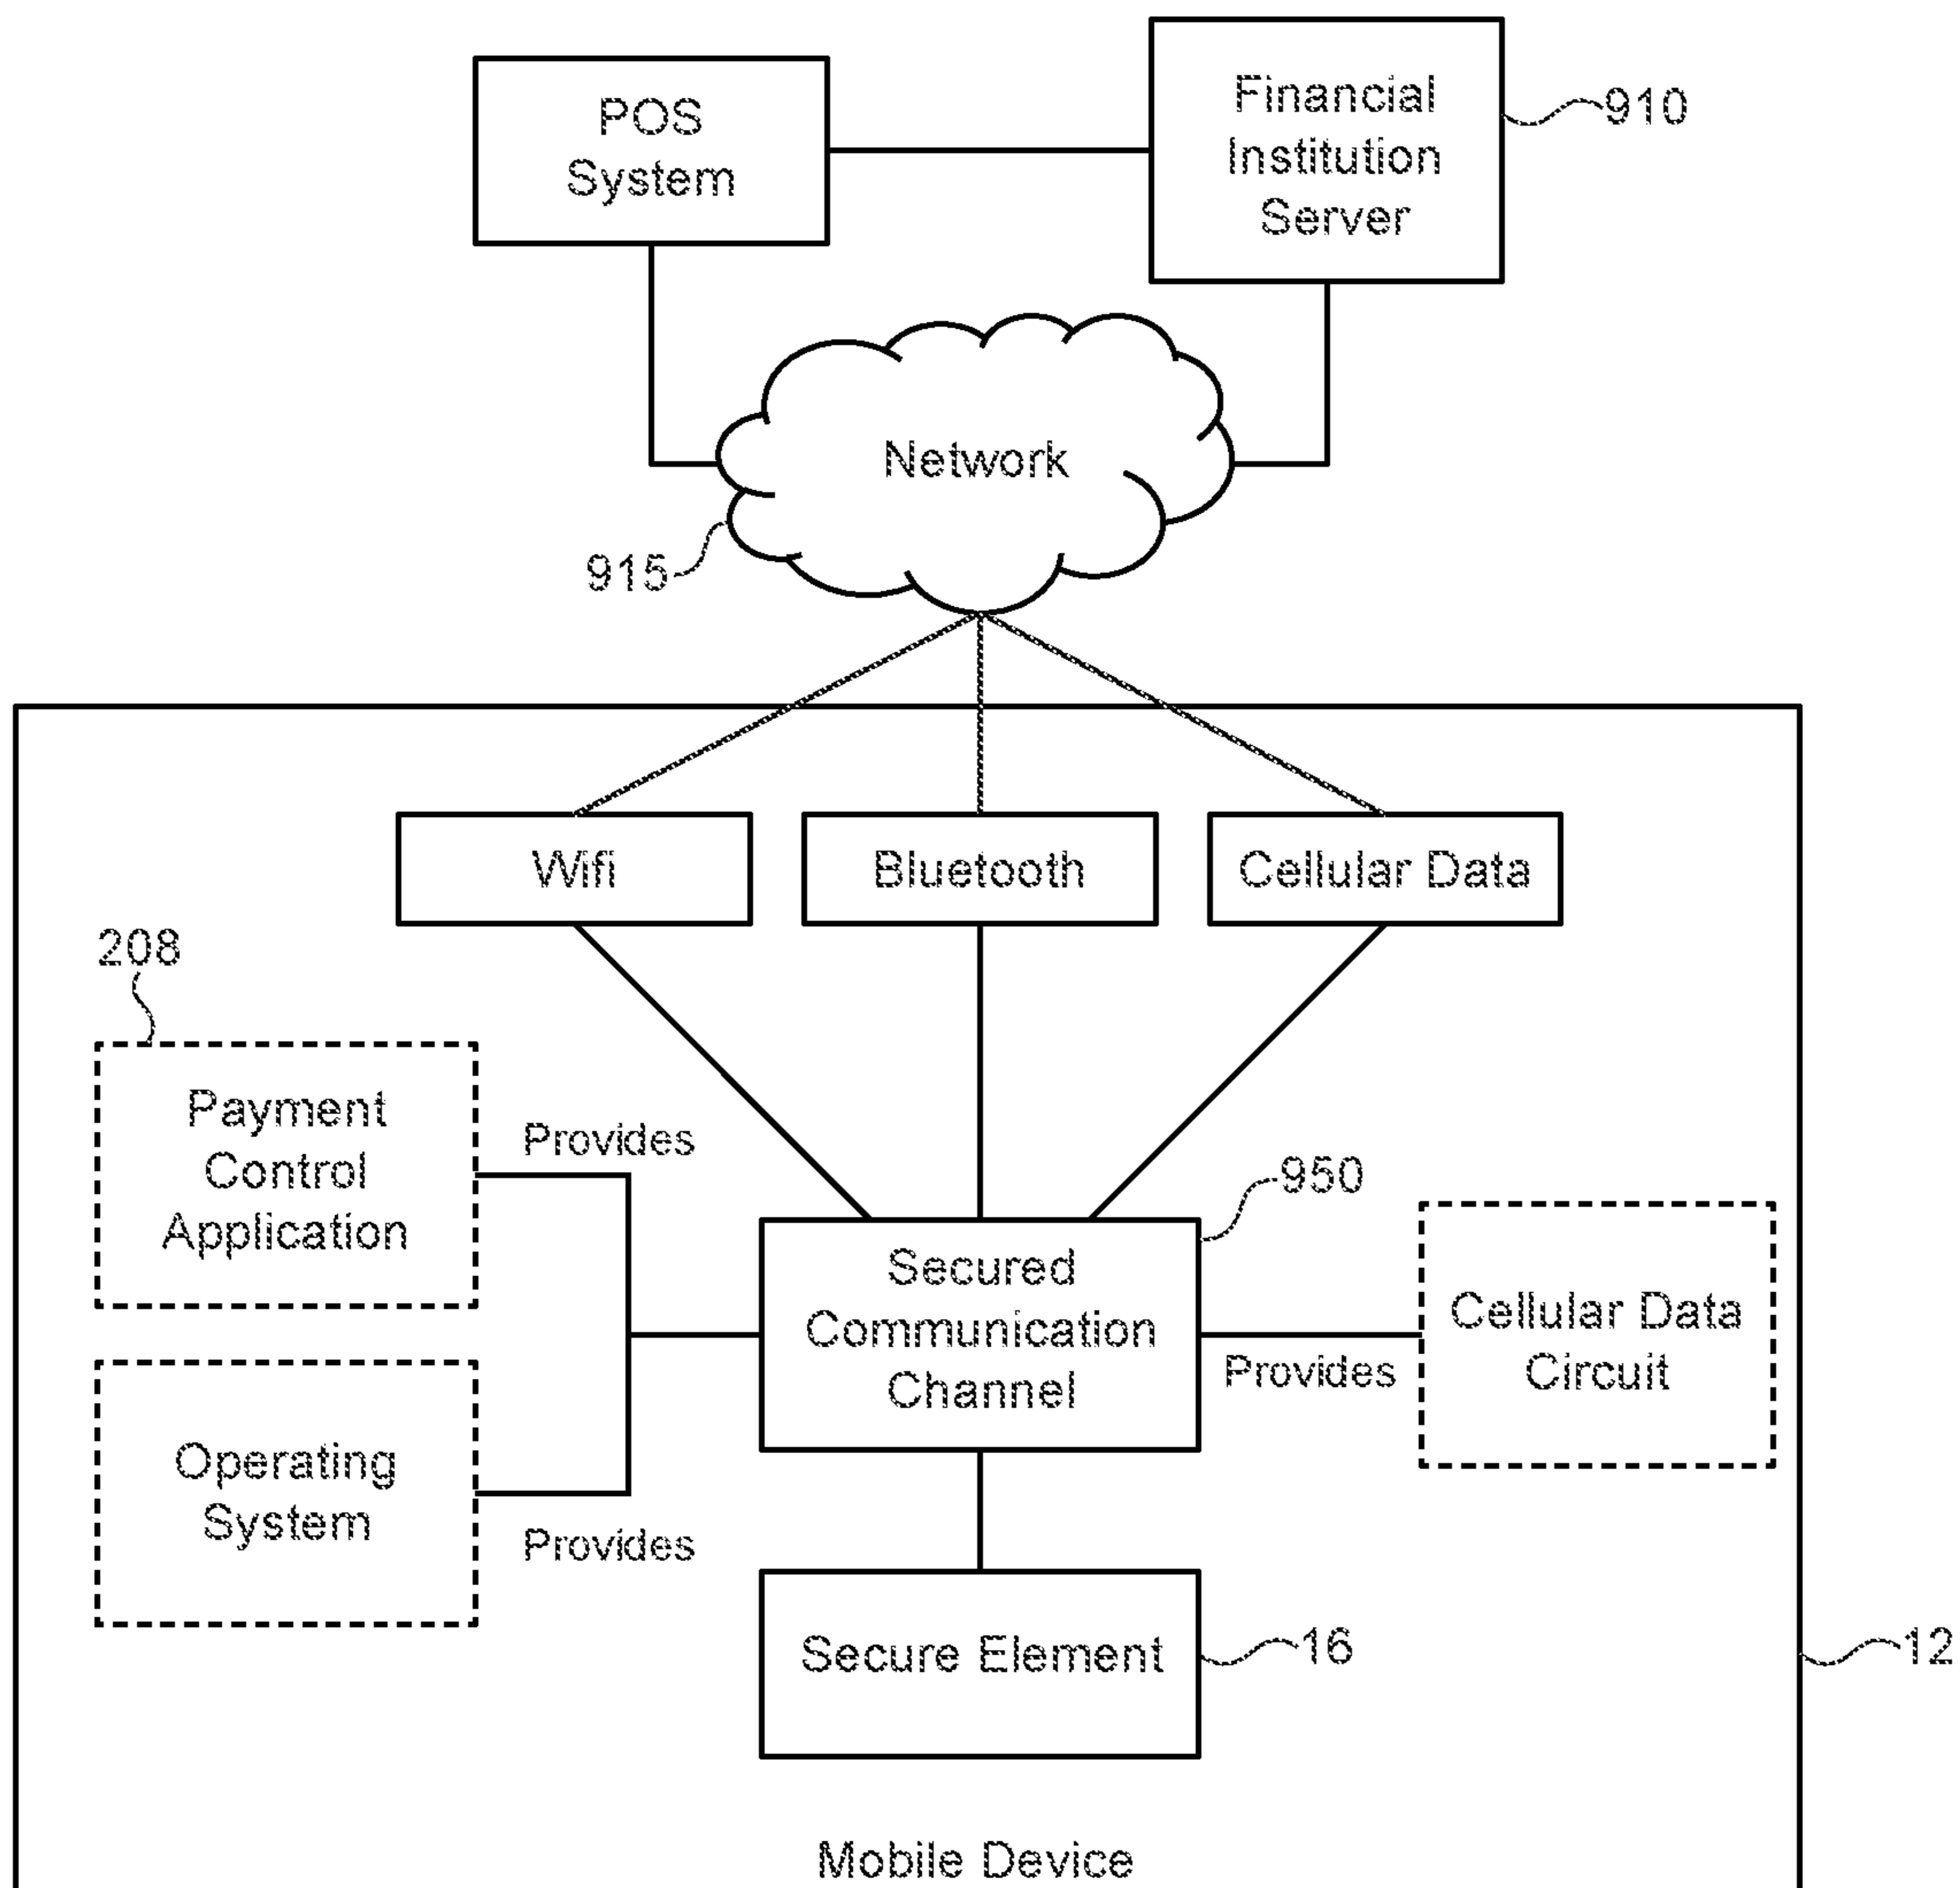 POS
System
Financial
Institution
Server
910
Network
915
Wifi
Bluetooth
Cellular Data
208
Payment
Control
Application
Provides
950
Secured
Communication
Channel
Cellular Data
Circuit
Provides
Operating
System
Provides
Secure Element
16
12
Mobile Device